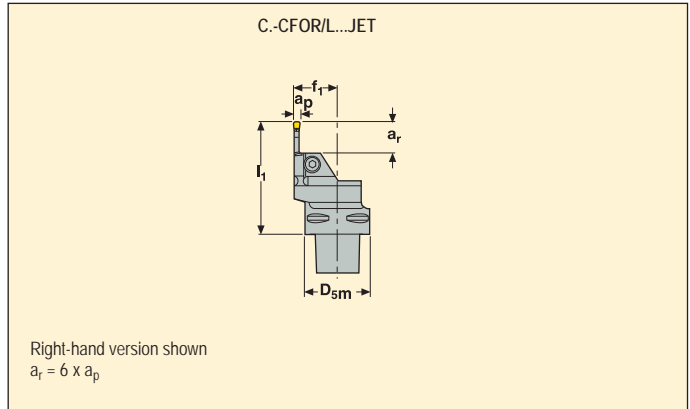 C.-CFOR/L...JET
f₁
aₚ
aᵣ
l₁
D₅ₘ
Right-hand version shown
aᵣ = 6 x aₚ